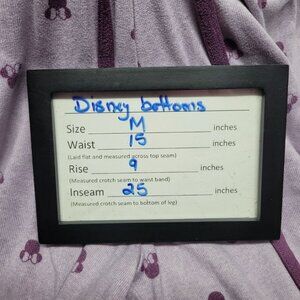 Disney bottoms
Size M inches
Waist 15 inches
(Laid flat and measured across top seam)
Rise 9 inches
(Measured crotch seam to waist band)
Inseam 25 inches
(Measured crotch seam to bottom of leg)